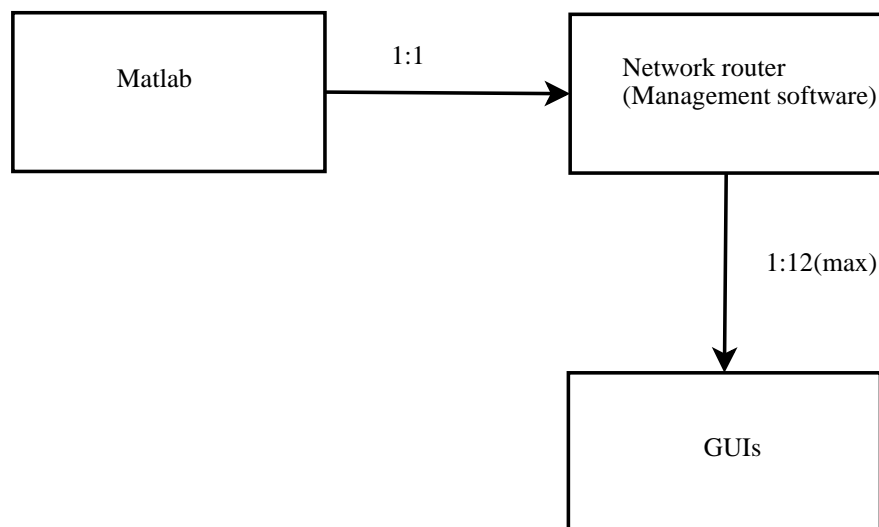 Matlab
1:1
Network router
(Management software)
1:12(max)
GUIs